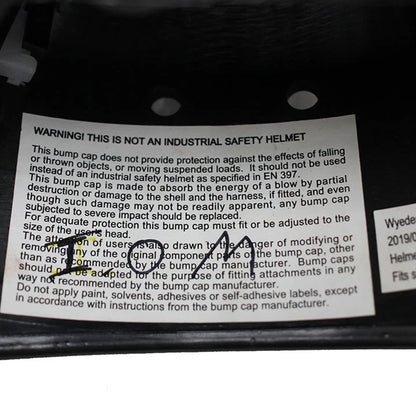 WARNING! THIS IS NOT AN INDUSTRIAL SAFETY HELMET
This bump cap does not provide protection against the effects of falling
or thrown objects, or moving suspended loads. It should not be used
instead of an industrial safety helmet as specified in EN 397.
This bump cap is made to absorb the energy of a blow by partial
destruction or damage to the shell and the harness, if fitted, and even
though such damage may not be readily apparent, any bump cap
subjected to severe impact should be replaced.
For adequate protection this bump cap must fit or be adjusted to the
size of the users head.
The attention of users is also drawn to the danger of modifying or
removing any of the original component parts of the bump cap, other
than as recommended by the bump cap manufacturer. Bump caps
should not be adapted for the purpose of fitting attachments in any
way not recommended by the bump cap manufacturer.
Do not apply paint, solvents, adhesives or self-adhesive labels, except
in accordance with instructions from the bump cap manufacturer.
I.O M
Wyede
2019/0
Helme
Fits s